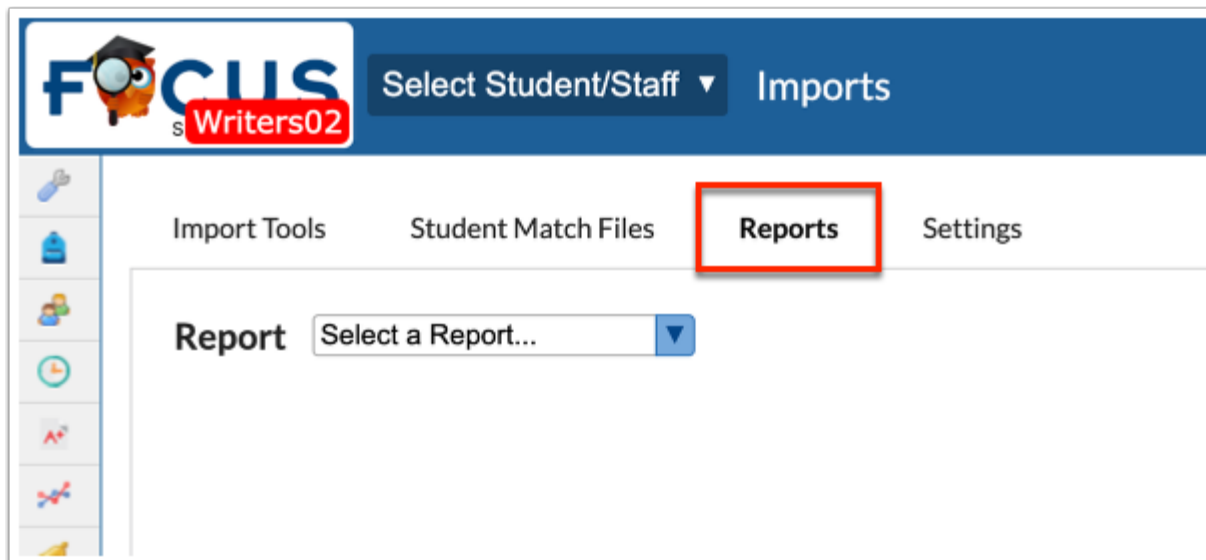 FOCUS
S
Writers02
Select Student/Staff
Imports
Import Tools
Student Match Files
Reports
Settings
Report
Select a Report...
A+